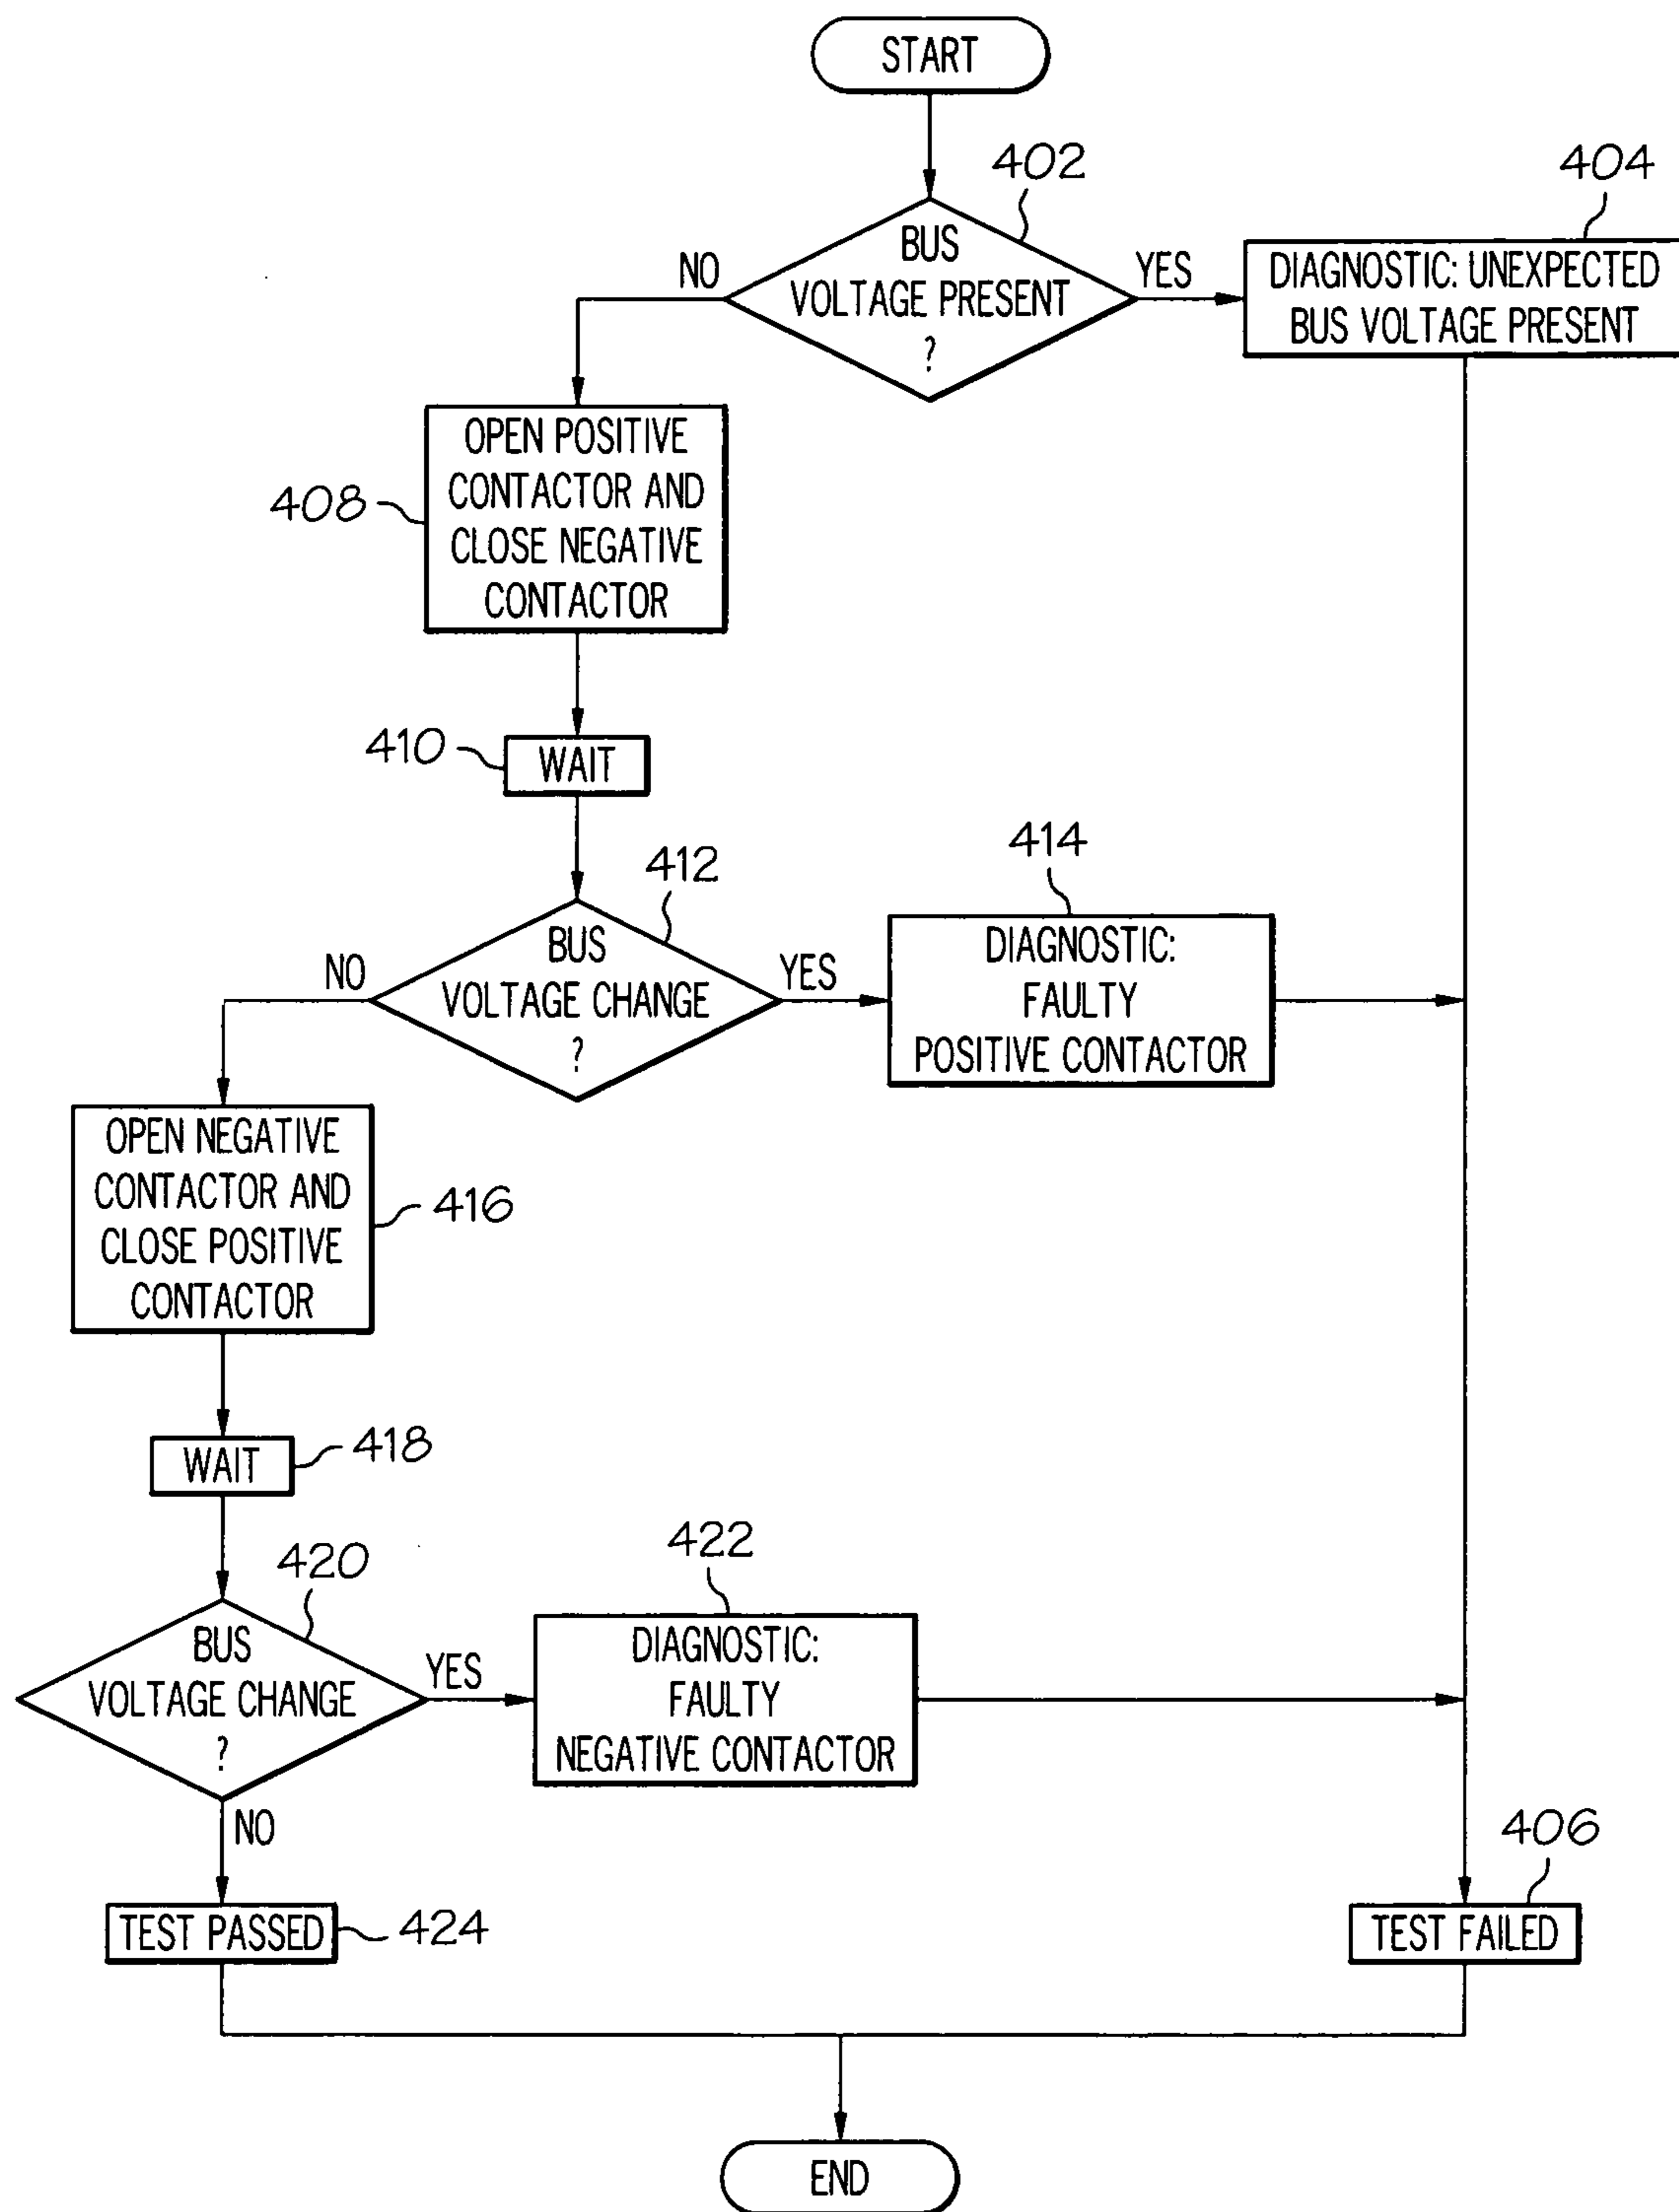 START
402
404
BUS
VOLTAGE PRESENT
?
NO
YES
DIAGNOSTIC: UNEXPECTED
BUS VOLTAGE PRESENT
OPEN POSITIVE
CONTACTOR AND
CLOSE NEGATIVE
CONTACTOR
408
410
WAIT
412
414
BUS
VOLTAGE CHANGE
?
NO
YES
DIAGNOSTIC:
FAULTY
POSITIVE CONTACTOR
OPEN NEGATIVE
CONTACTOR AND
CLOSE POSITIVE
CONTACTOR
416
WAIT
418
420
422
BUS
VOLTAGE CHANGE
?
YES
DIAGNOSTIC:
FAULTY
NEGATIVE CONTACTOR
NO
406
TEST PASSED
424
TEST FAILED
END